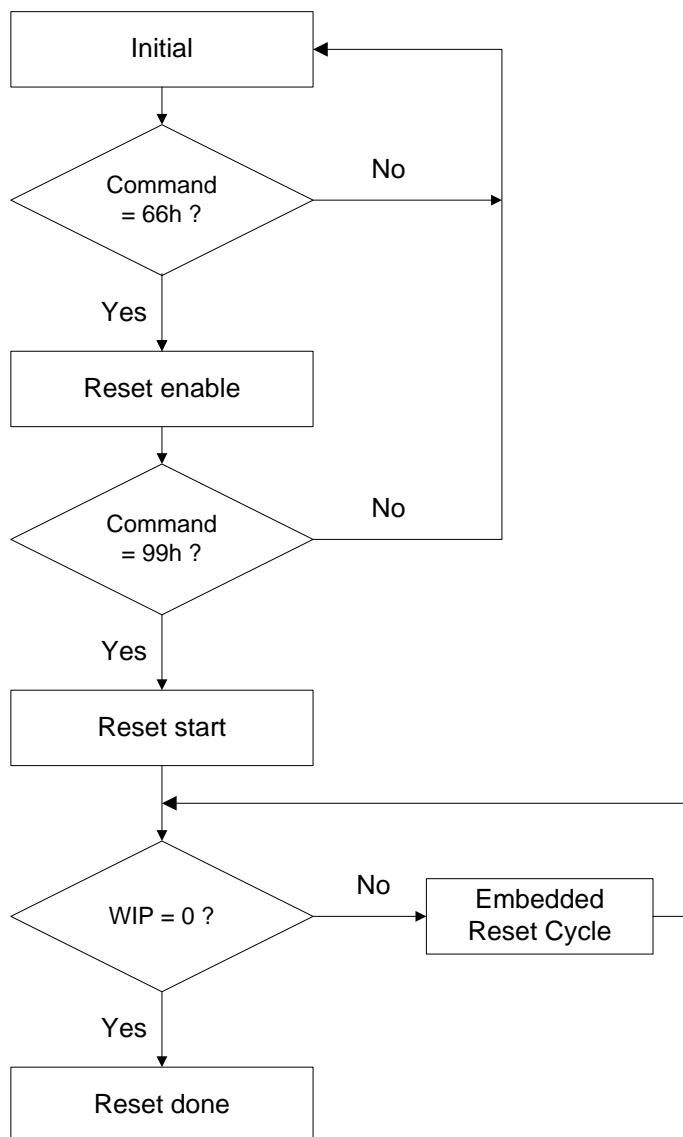 Initial
Command
= 66h ?
No
Yes
Reset enable
Command
= 99h ?
No
Yes
Reset start
WIP = 0 ?
No
Embedded
Reset Cycle
Yes
Reset done